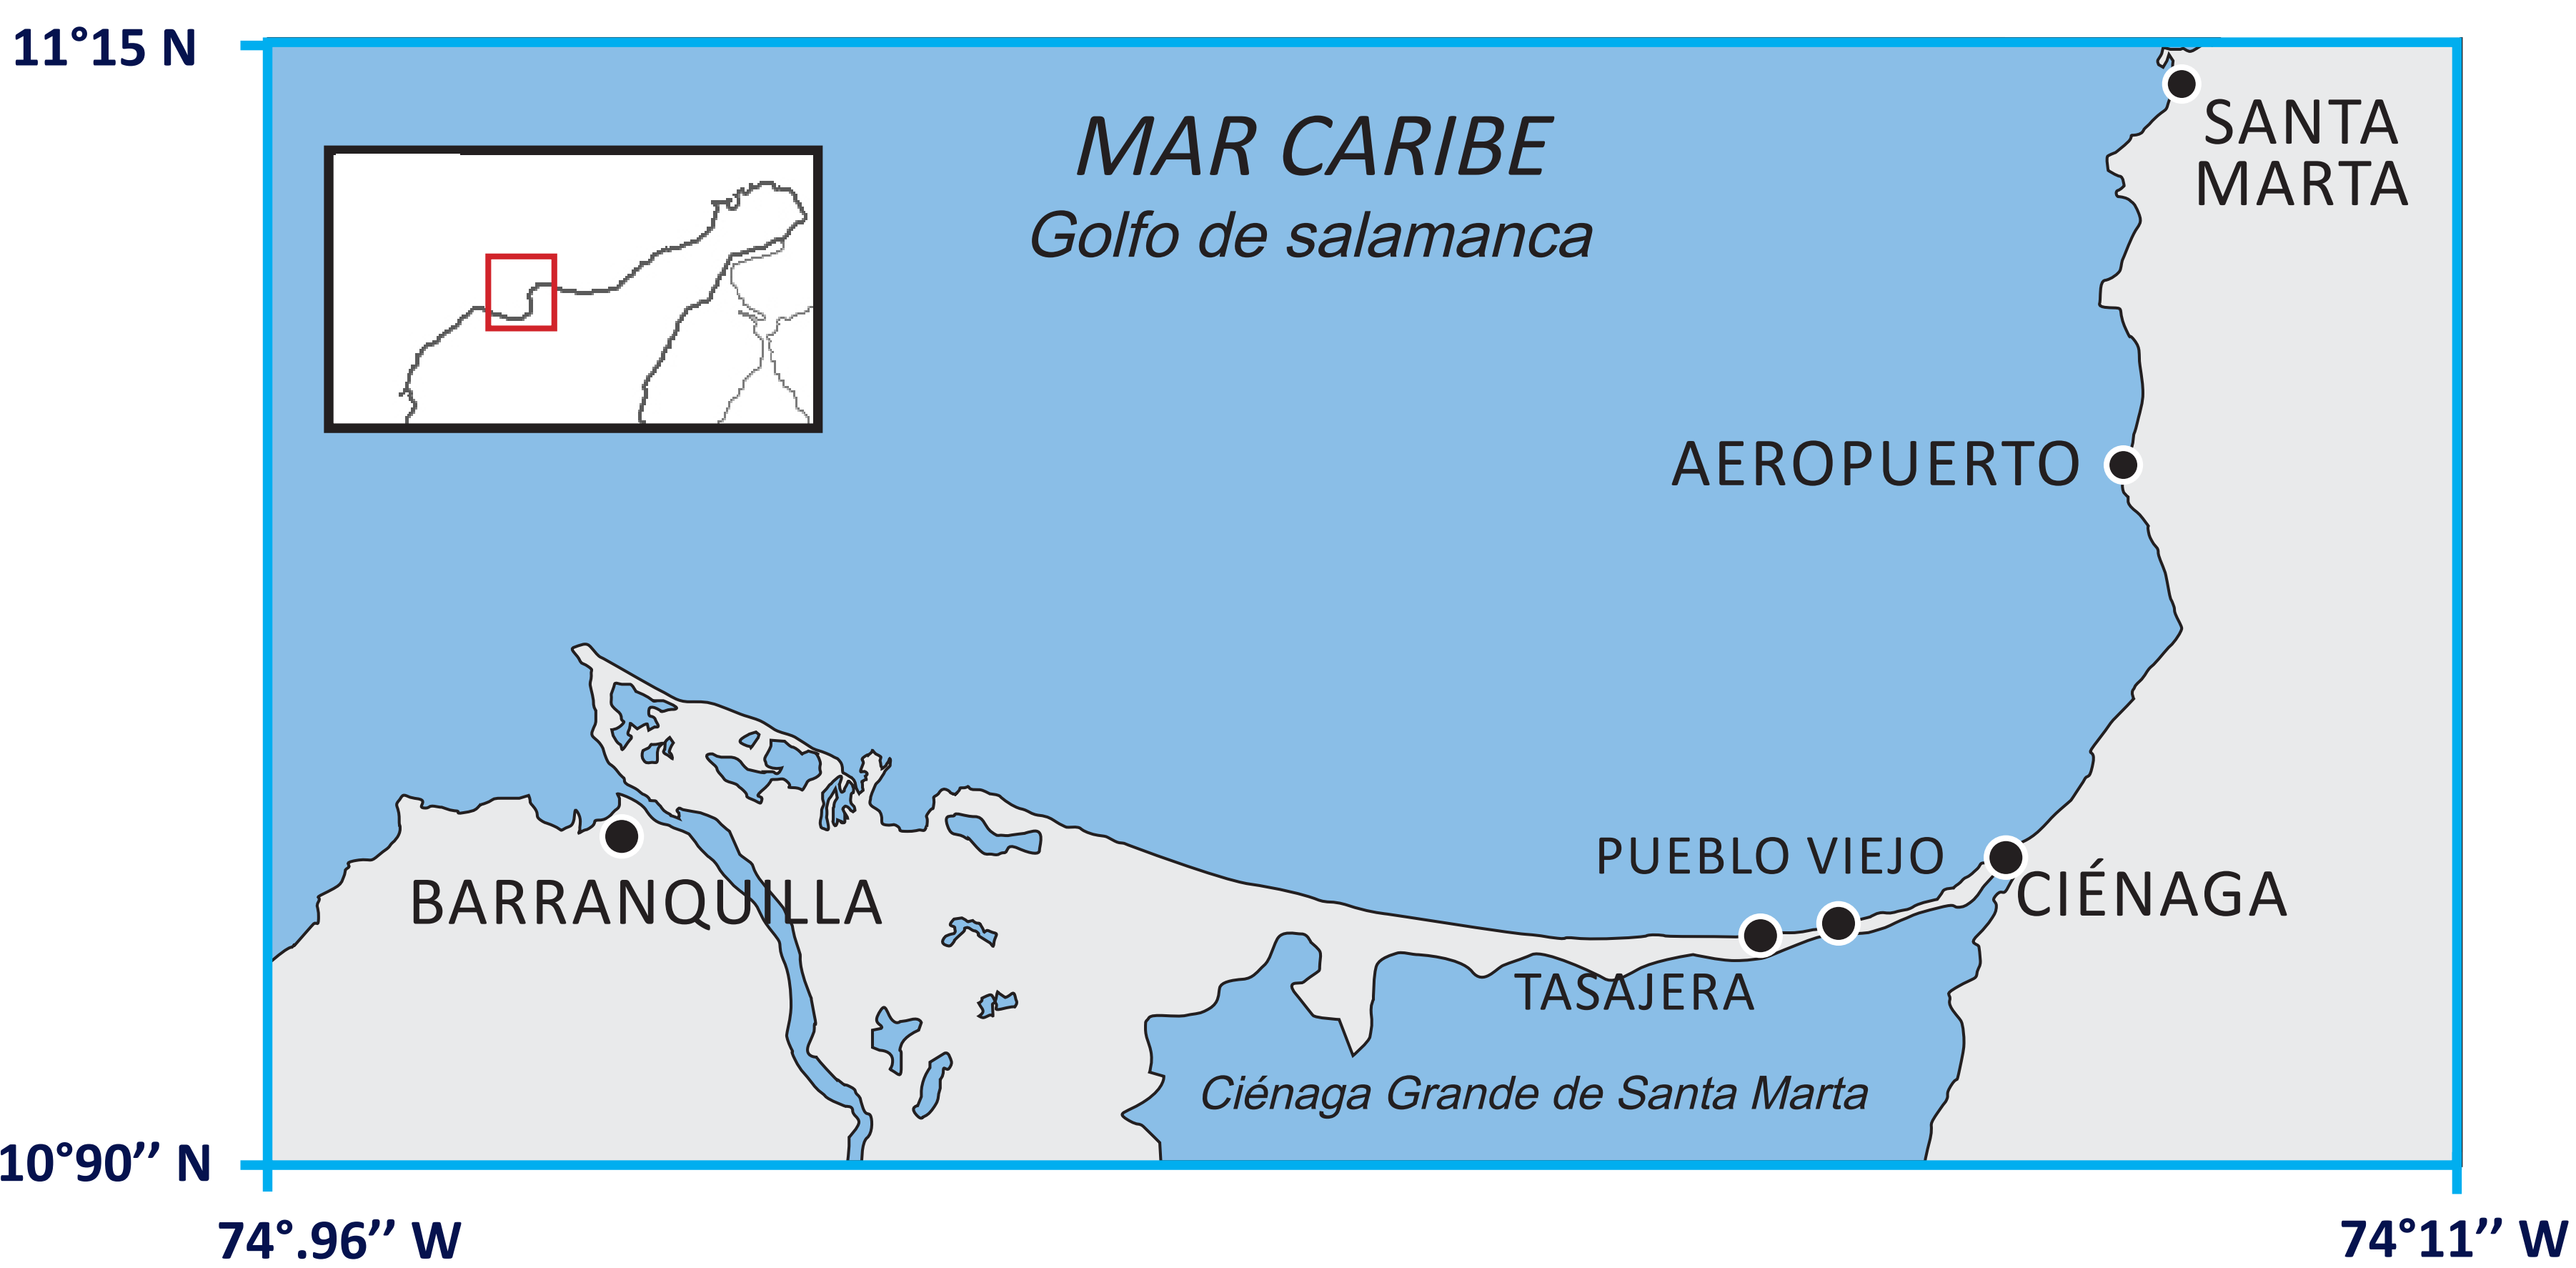 11°15 N
MAR CARIBE
Golfo de salamanca
SANTA
MARTA
AEROPUERTO
PUEBLO VIEJO
BARRANQUILLA
CIÉNAGA
TASAJERA
Ciénaga Grande de Santa Marta
10°90’’ N
74°.96’’ W
74°11’’ W